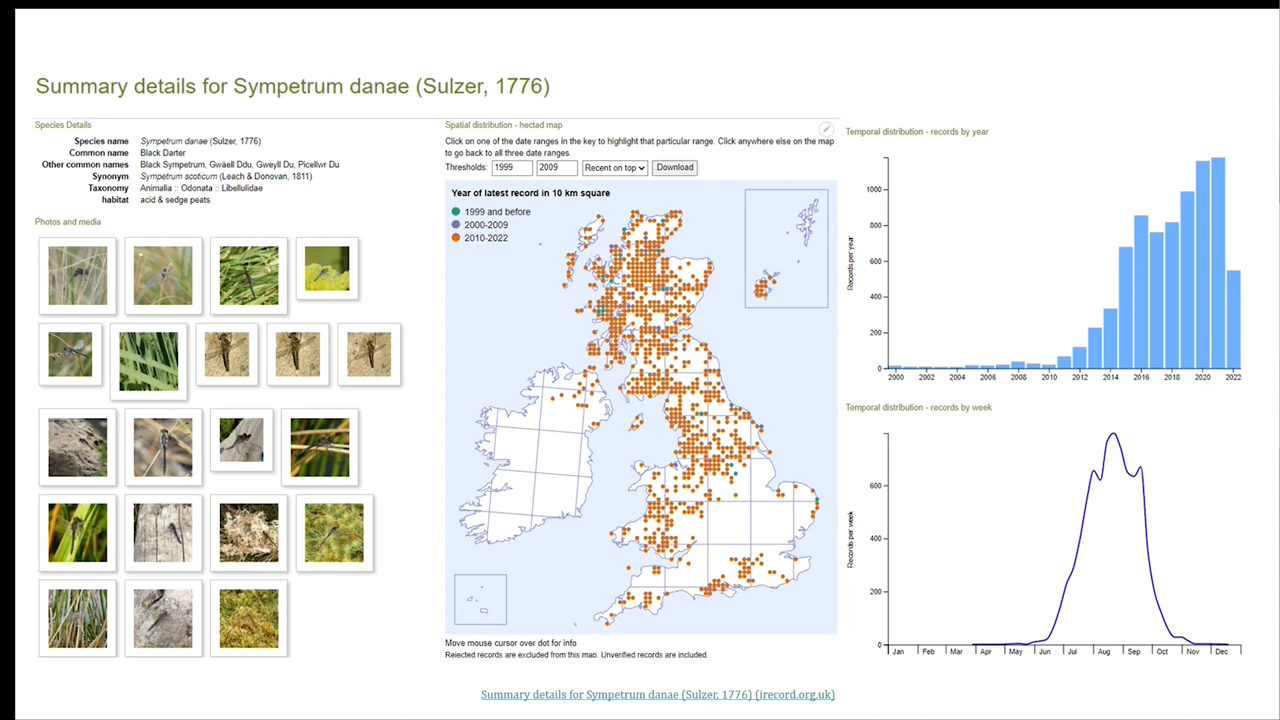 Summary details for Sympetrum danae (Sulzer, 1776)
Species Details
Species name Sympetrum danae (Sulzer, 1776)
Common name Black Darter
Other common names Black Sympetrum, Gwäell Ddu, Gweyll Du, Picellwr Du
Synonym Sympetrum scoticum (Leach & Donovan, 1811)
Taxonomy Animalia :: Odonata :: Libellulidae
habitat acid & sedge peats
Photos and media
Spatial distribution - hectad map
Click on one of the date ranges in the key to highlight that particular range. Click anywhere else on the map
to go back to all three date ranges.
Thresholds: 1999 2009 Recent on top Download
Year of latest record in 10 km square
1999 and before
2000-2009
2010-2022
Move mouse cursor over dot for info
Rejected records are excluded from this map. Unverified records are included.
Temporal distribution - records by year
Records per year
1000
800
600
400
200
0
2000 2002 2004 2006 2008 2010 2012 2014 2016 2018 2020 2022
Temporal distribution - records by week
Records per week
600
400
200
0
Jan Feb Mar Apr May Jun Jul Aug Sep Oct Nov Dec
Summary details for Sympetrum danae (Sulzer, 1776) (irecord.org.uk)